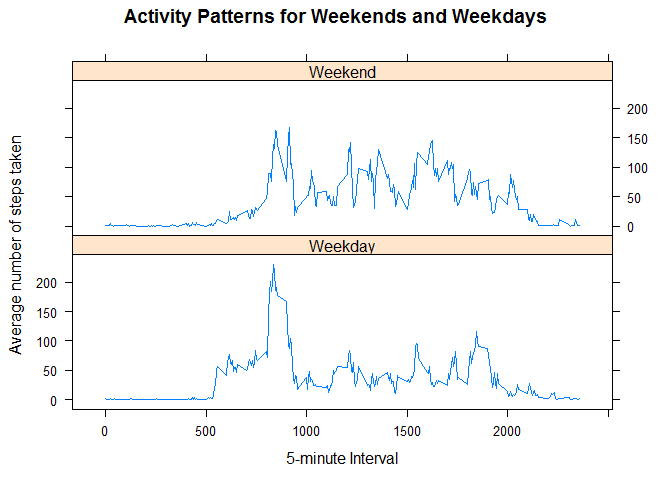 Activity Patterns for Weekends and Weekdays
Weekend
200
150
100
50
0
Average number of steps taken
Weekday
200
150
100
50
0
0 500 1000 1500 2000
5-minute Interval